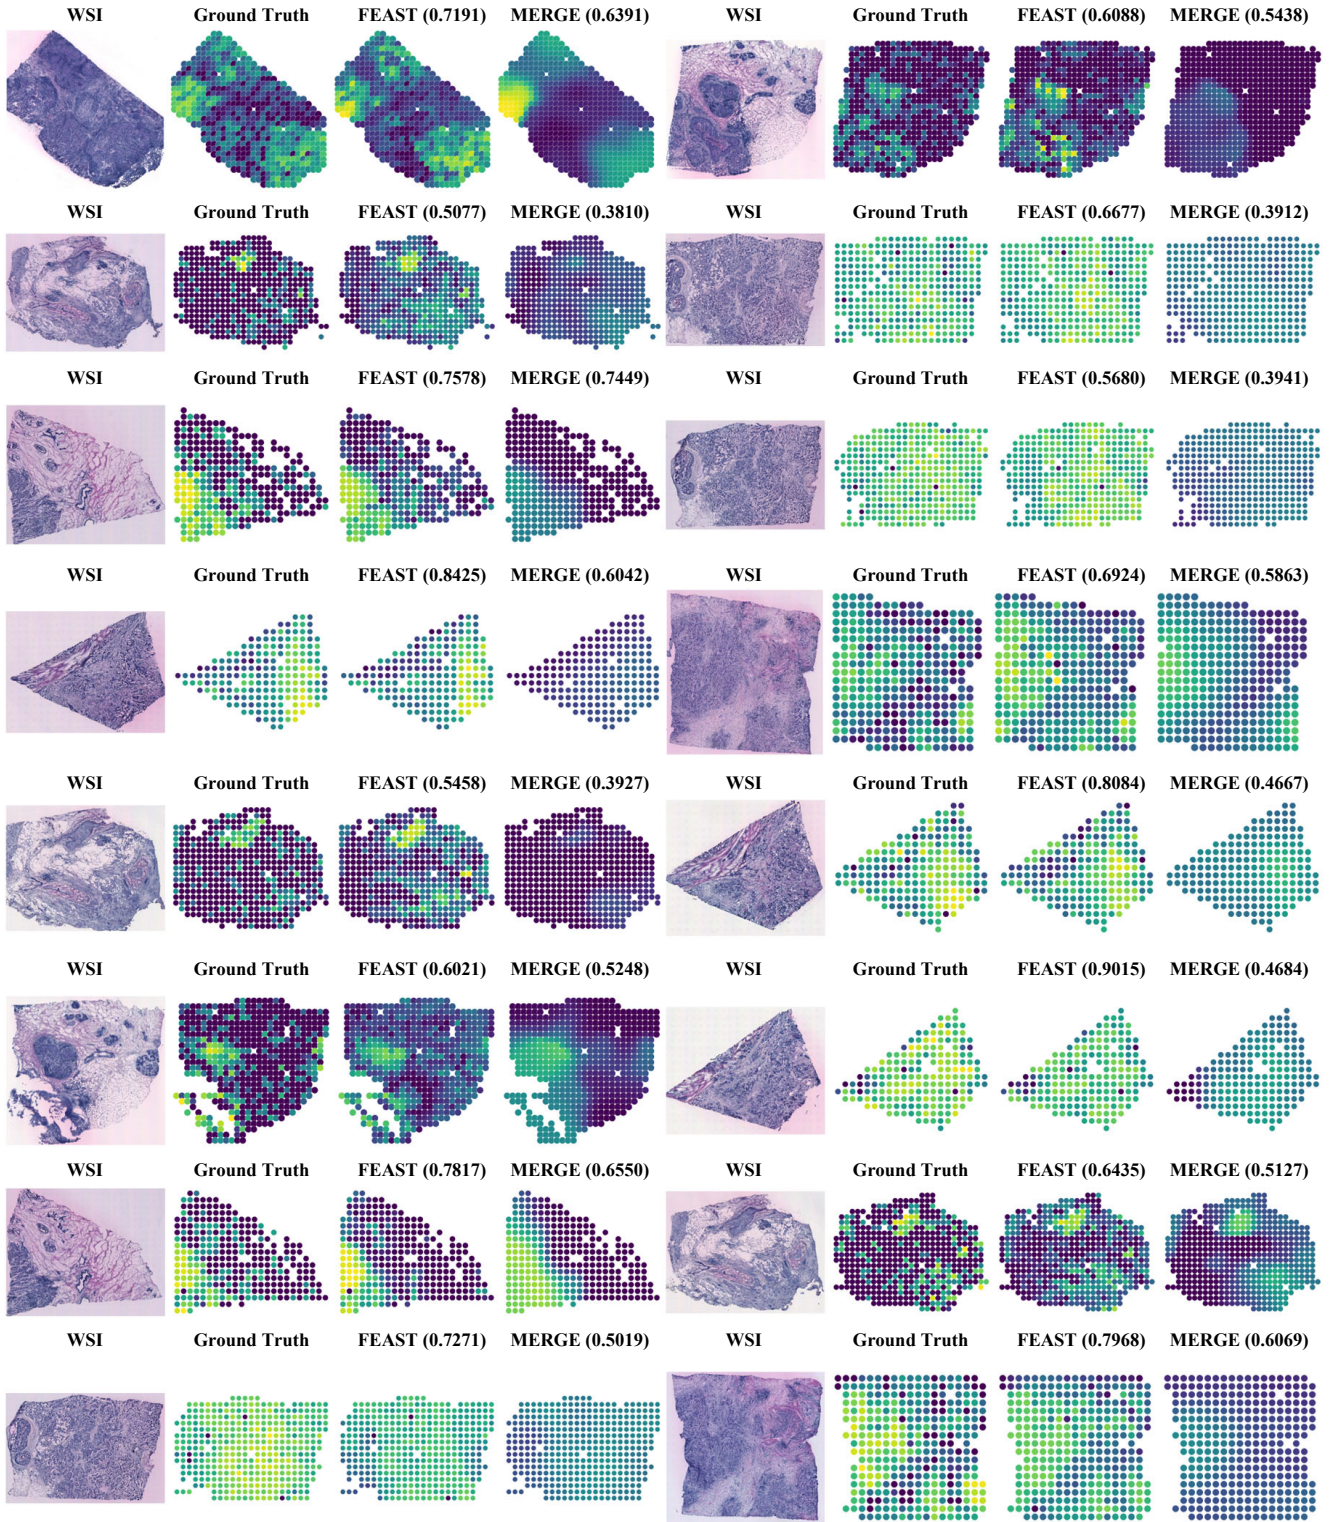 WSI Ground Truth FEAST (0.7191) MERGE (0.6391) WSI Ground Truth FEAST (0.6088) MERGE (0.5438)
WSI Ground Truth FEAST (0.5077) MERGE (0.3810) WSI Ground Truth FEAST (0.6677) MERGE (0.3912)
WSI Ground Truth FEAST (0.7578) MERGE (0.7449) WSI Ground Truth FEAST (0.5680) MERGE (0.3941)
WSI Ground Truth FEAST (0.8425) MERGE (0.6042) WSI Ground Truth FEAST (0.6924) MERGE (0.5863)
WSI Ground Truth FEAST (0.5458) MERGE (0.3927) WSI Ground Truth FEAST (0.8084) MERGE (0.4667)
WSI Ground Truth FEAST (0.6021) MERGE (0.5248) WSI Ground Truth FEAST (0.9015) MERGE (0.4684)
WSI Ground Truth FEAST (0.7817) MERGE (0.6550) WSI Ground Truth FEAST (0.6435) MERGE (0.5127)
WSI Ground Truth FEAST (0.7271) MERGE (0.5019) WSI Ground Truth FEAST (0.7968) MERGE (0.6069)